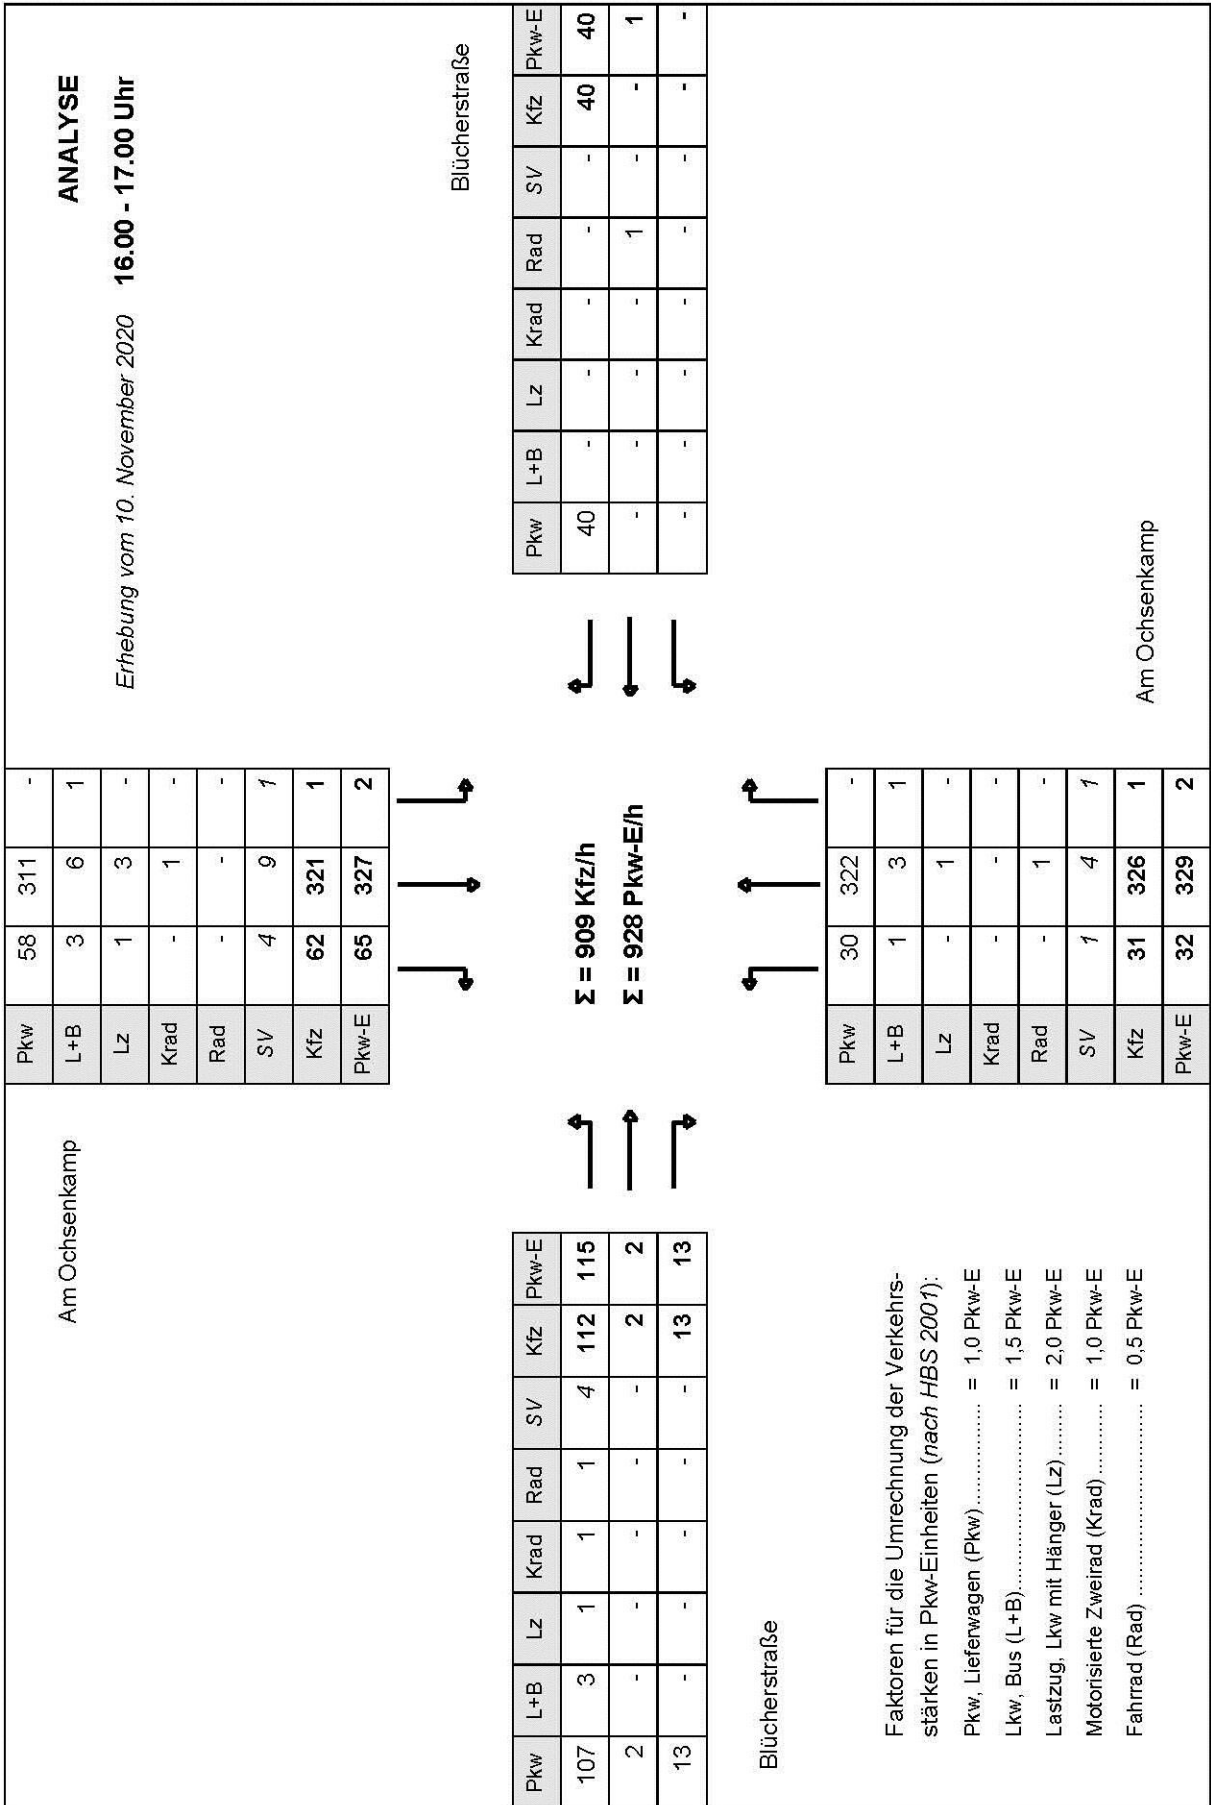 ANALYSE
Erhebung vom 10. November 2020 16.00 - 17.00 Uhr
Am Ochsenkamp
Pkw 58 311 -
L+B 3 6 1
Lz 1 3 -
Krad - 1 -
Rad - - -
SV 4 9 1
Kfz 62 321 1
Pkw-E 65 327 2
Blücherstraße
Pkw L+B Lz Krad Rad SV Kfz Pkw-E
40 - - - - - 40 40
- - - - 1 - - 1
- - - - - - - -
Σ = 909 Kfz/h
Σ = 928 Pkw-E/h
Pkw L+B Lz Krad Rad SV Kfz Pkw-E
107 3 1 1 1 4 112 115
2 - - - - - 2 2
13 - - - - - 13 13
Blücherstraße
Pkw 30 322 -
L+B 1 3 1
Lz - 1 -
Krad - - -
Rad - 1 -
SV 1 4 1
Kfz 31 326 1
Pkw-E 32 329 2
Am Ochsenkamp
Faktoren für die Umrechnung der Verkehrs-
stärken in Pkw-Einheiten (nach HBS 2001):
Pkw, Lieferwagen (Pkw)................ = 1,0 Pkw-E
Lkw, Bus (L+B)............................ = 1,5 Pkw-E
Lastzug, Lkw mit Hänger (Lz)......... = 2,0 Pkw-E
Motorisierte Zweirad (Krad)............ = 1,0 Pkw-E
Fahrrad (Rad) .............................. = 0,5 Pkw-E